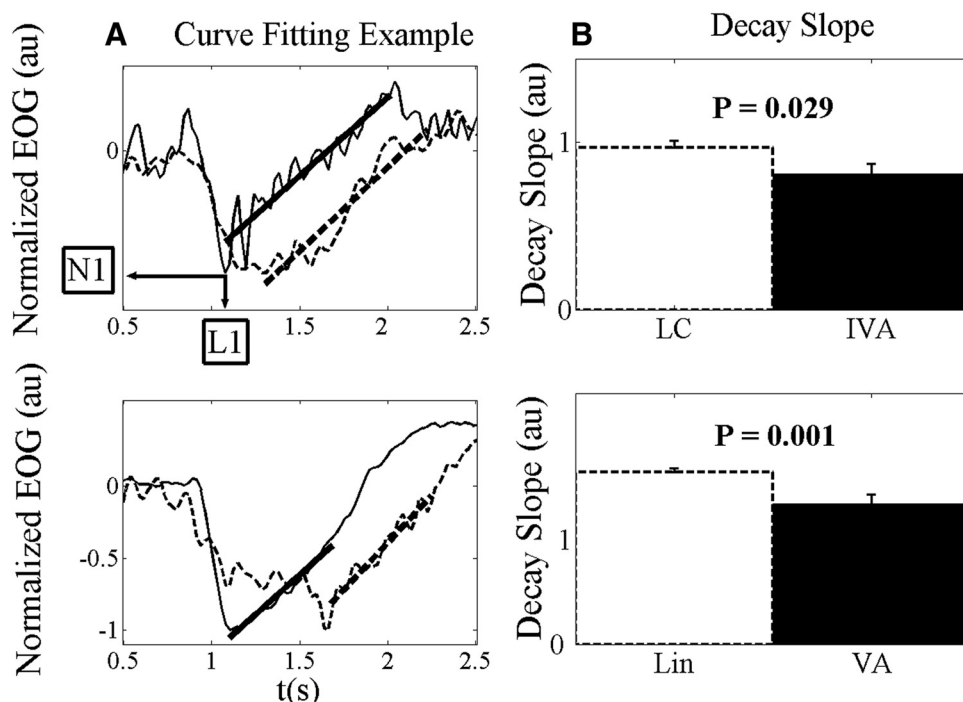 A Curve Fitting Example
Normalized EOG (au)
0
N1
L1
0.5 1 1.5 2 2.5
B Decay Slope
Decay Slope (au)
P = 0.029
1
0
LC IVA
Normalized EOG (au)
0
-0.5
-1
0.5 1 1.5 2 2.5
t(s)
Decay Slope (au)
P = 0.001
1
0
Lin VA